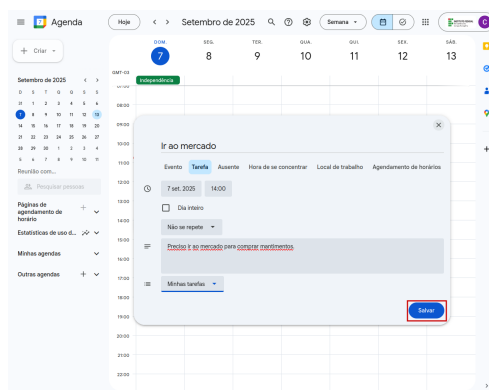 Agenda
Hoje
Setembro de 2025
Semana
+ Criar
DOM. SEG. TER. QUA. QUI. SEX. SÁB.
7 8 9 10 11 12 13
GMT-03
Independência
Setembro de 2025
D S T Q Q S S
31 1 2 3 4 5 6
7 8 9 10 11 12 13
14 15 16 17 18 19 20
21 22 23 24 25 26 27
28 29 30 1 2 3 4
5 6 7 8 9 10 11
Reunião com...
Pesquisar pessoas
Páginas de agendamento de horário
Estatísticas de uso d...
Minhas agendas
Outras agendas
07:00
08:00
09:00
10:00
11:00
12:00
13:00
14:00
15:00
16:00
17:00
18:00
19:00
20:00
21:00
22:00
Ir ao mercado
Evento Tarefa Ausente Hora de se concentrar Local de trabalho Agendamento de horários
7 set. 2025 14:00
Dia inteiro
Não se repete
Preciso ir ao mercado para comprar mantimentos.
Minhas tarefas
Salvar